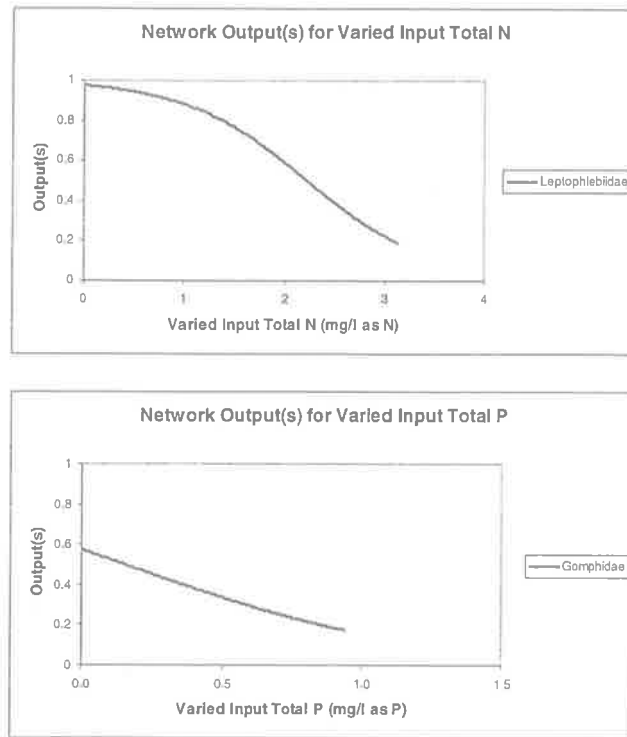 Network Output(s) for Varied Input Total N
1
0.8
0.6
0.4
0.2
0
Output(s)
0 1 2 3 4
Varied Input Total N (mg/l as N)
Leptophlebiidae
Network Output(s) for Varied Input Total P
1
0.8
0.6
0.4
0.2
0
Output(s)
0.0 0.5 1.0 1.5
Varied Input Total P (mg/l as P)
Gomphidae